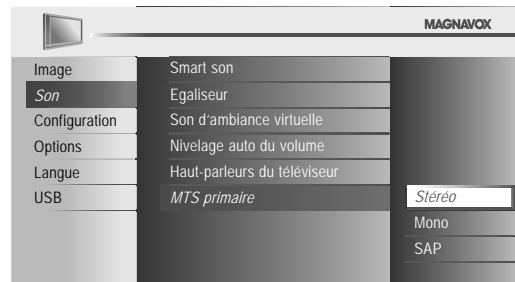 MAGNAVOX
Image
Son
Configuration
Options
Langue
USB
Smart son
Egaliseur
Son d'ambiance virtuelle
Nivelage auto du volume
Haut-parleurs du téléviseur
MTS primaire
Stéréo
Mono
SAP